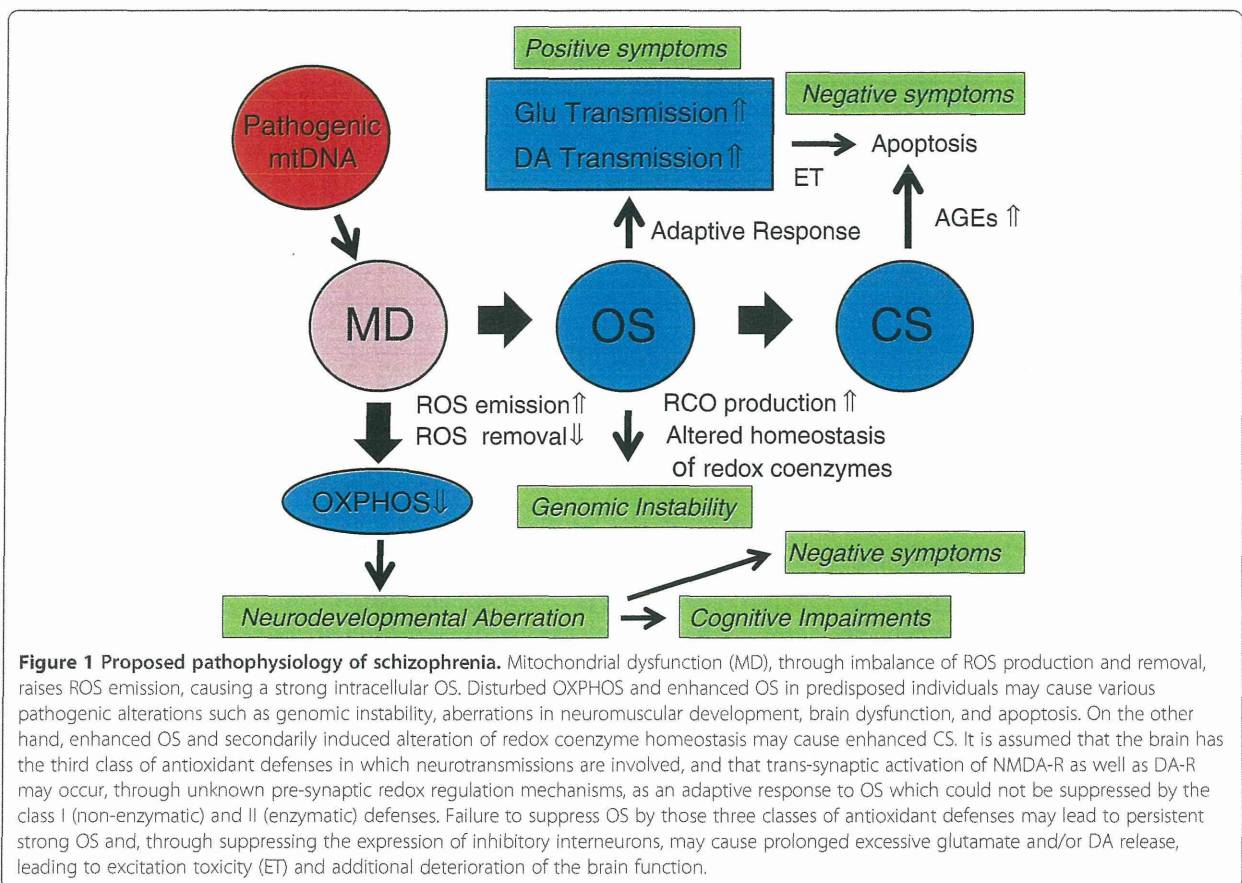 Positive symptoms
Pathogenic
mtDNA
Glu Transmission⇑
DA Transmission⇑
Negative symptoms
Apoptosis
ET
Adaptive Response
AGEs ⇑
MD
OS
CS
ROS emission⇑
ROS removal⇓
RCO production ⇑
Altered homeostasis
of redox coenzymes
OXPHOS⇓
Genomic Instability
Negative symptoms
Neurodevelopmental Aberration
Cognitive Impairments
Figure 1 Proposed pathophysiology of schizophrenia. Mitochondrial dysfunction (MD), through imbalance of ROS production and removal,
raises ROS emission, causing a strong intracellular OS. Disturbed OXPHOS and enhanced OS in predisposed individuals may cause various
pathogenic alterations such as genomic instability, aberrations in neuromuscular development, brain dysfunction, and apoptosis. On the other
hand, enhanced OS and secondarily induced alteration of redox coenzyme homeostasis may cause enhanced CS. It is assumed that the brain has
the third class of antioxidant defenses in which neurotransmissions are involved, and that trans-synaptic activation of NMDA-R as well as DA-R
may occur, through unknown pre-synaptic redox regulation mechanisms, as an adaptive response to OS which could not be suppressed by the
class I (non-enzymatic) and II (enzymatic) defenses. Failure to suppress OS by those three classes of antioxidant defenses may lead to persistent
strong OS and, through suppressing the expression of inhibitory interneurons, may cause prolonged excessive glutamate and/or DA release,
leading to excitation toxicity (ET) and additional deterioration of the brain function.